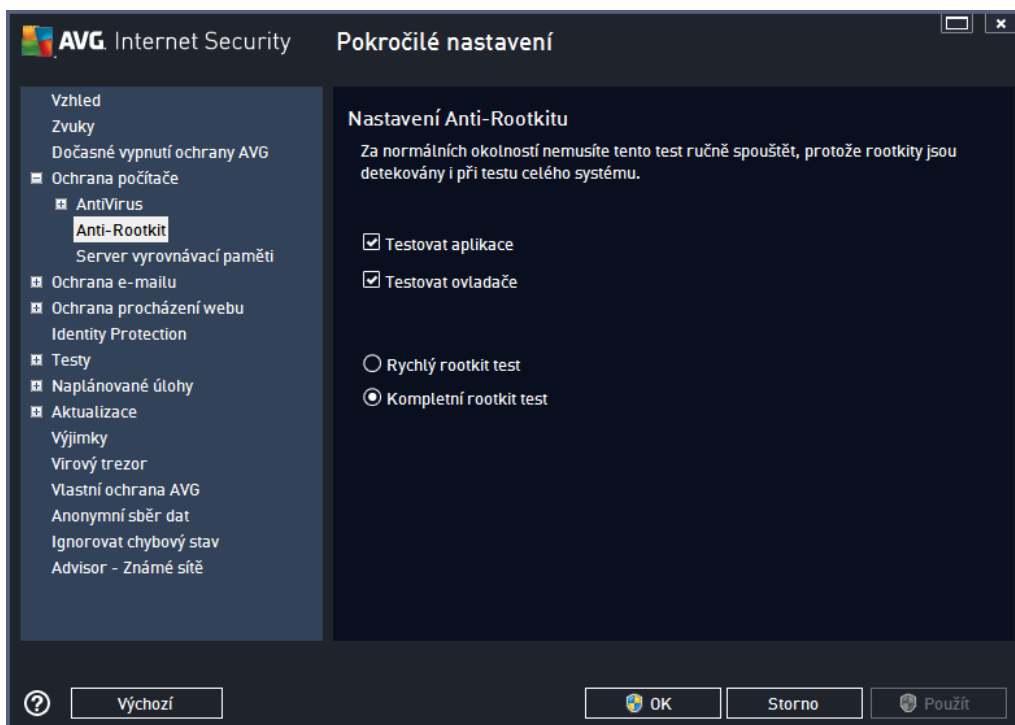 AVG. Internet Security
Pokročilé nastavení
Vzhled
Zvuky
Dočasné vypnutí ochrany AVG
Ochrana počítače
AntiVirus
Anti-Rootkit
Server vyrovnávací paměti
Ochrana e-mailu
Ochrana procházení webu
Identity Protection
Testy
Naplánované úlohy
Aktualizace
Výjimky
Virový trezor
Vlastní ochrana AVG
Anonymní sběr dat
Ignorovat chybový stav
Advisor - Známé sítě
Nastavení Anti-Rootkitu
Za normálních okolností nemusíte tento test ručně spouštět, protože rootkity jsou
detekovány i při testu celého systému.
Testovat aplikace
Testovat ovladače
Rychlý rootkit test
Kompletní rootkit test
Výchozí
OK
Storno
Použít